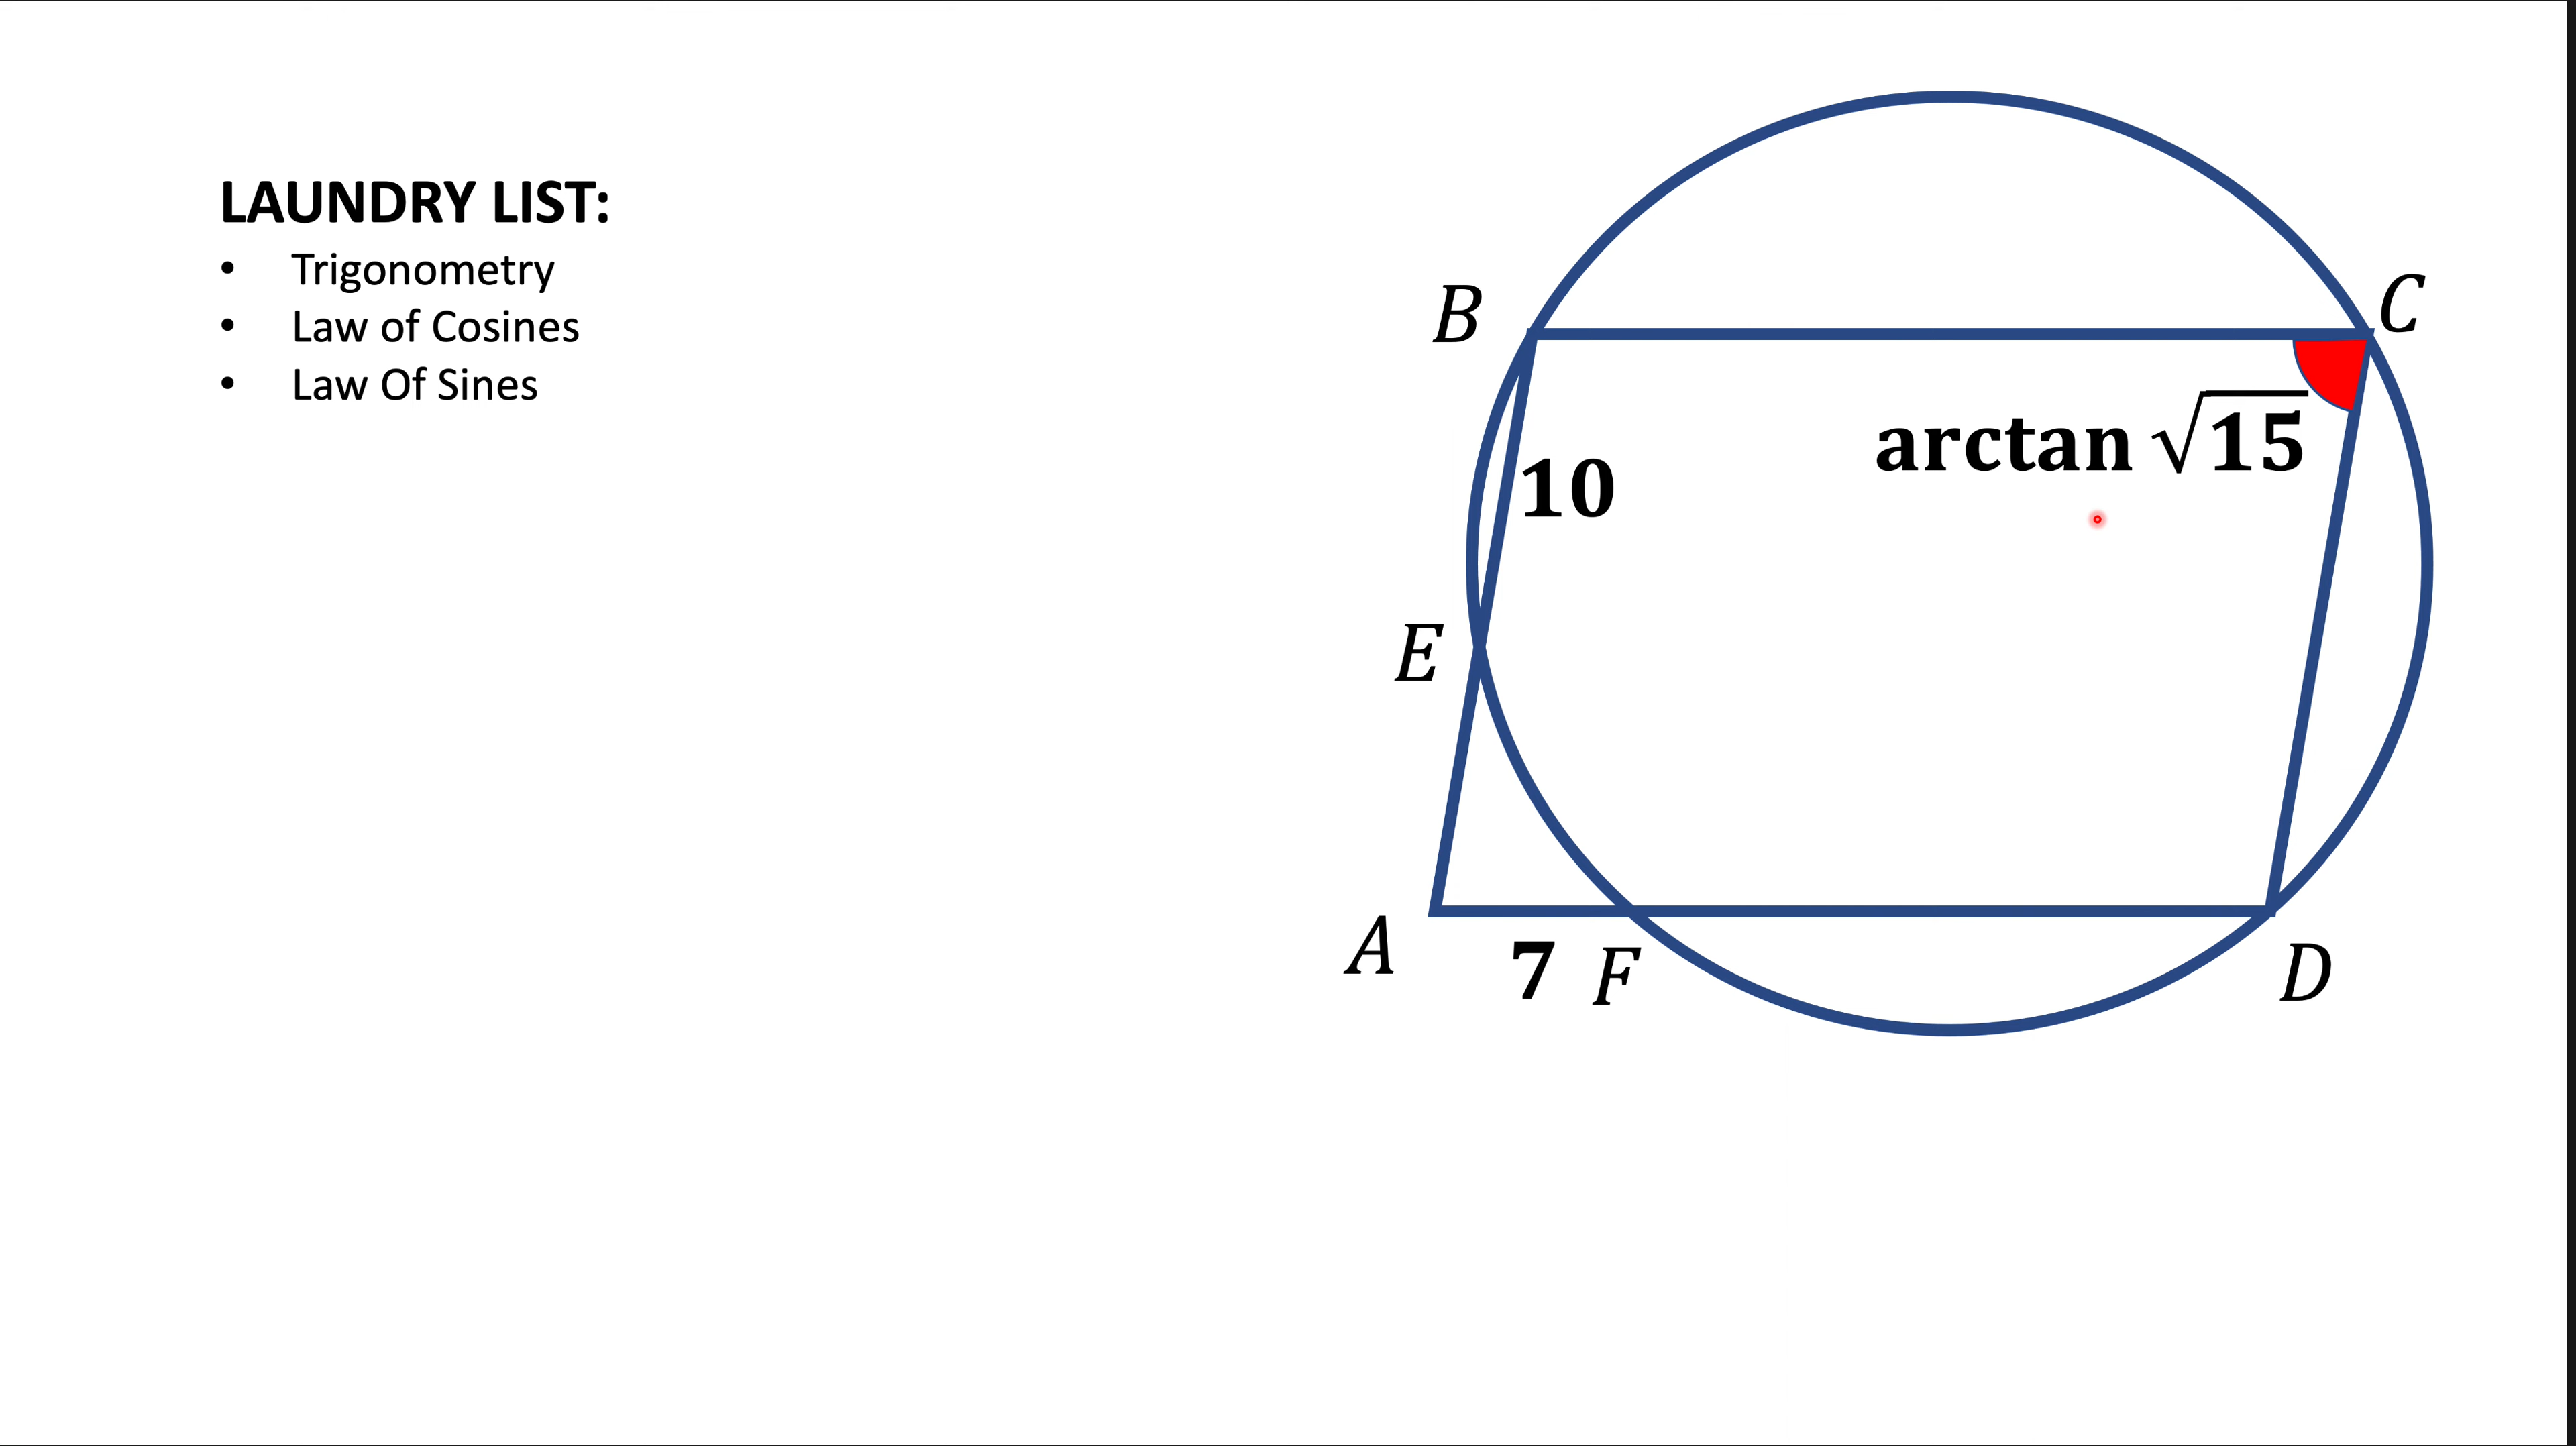 LAUNDRY LIST:
• Trigonometry
• Law of Cosines
• Law Of Sines
B
C
arctan √15
10
E
A
7
F
D